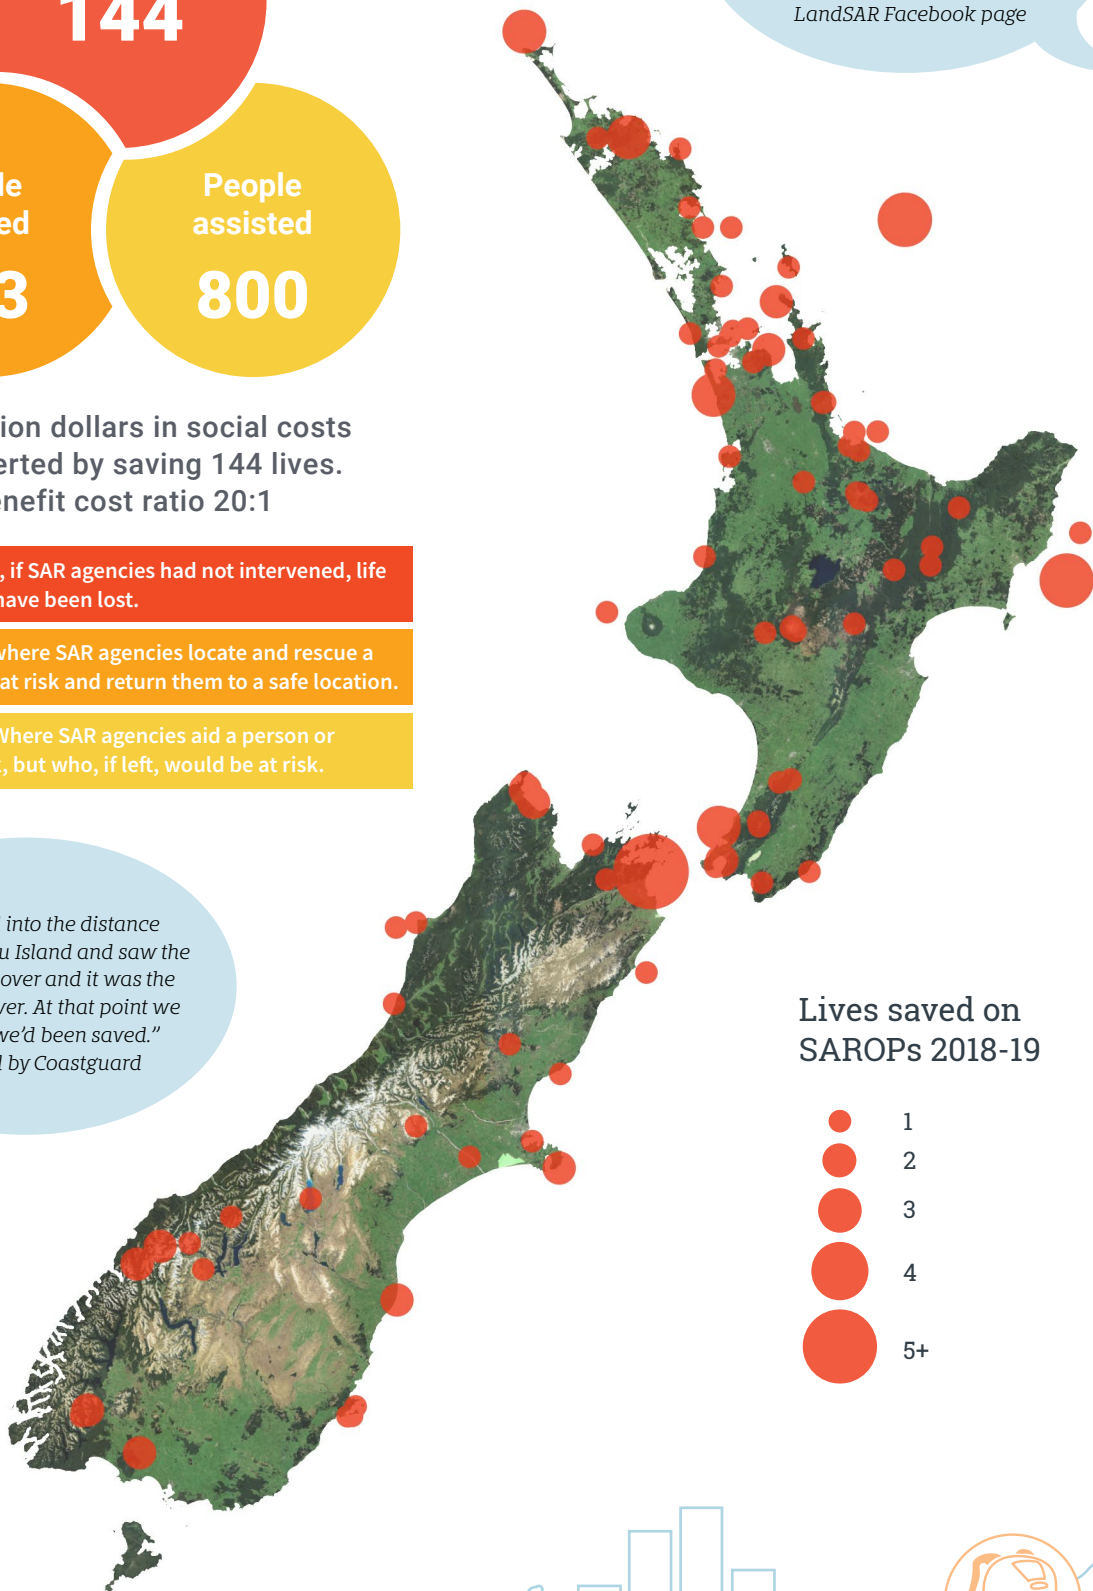 144
LandSAR Facebook page
le
ed
3
People
assisted
800
ion dollars in social costs
erted by saving 144 lives.
enefit cost ratio 20:1
, if SAR agencies had not intervened, life
have been lost.
where SAR agencies locate and rescue a
at risk and return them to a safe location.
Where SAR agencies aid a person or
, but who, if left, would be at risk.
into the distance
u Island and saw the
over and it was the
ver. At that point we
we’d been saved.”
l by Coastguard
Lives saved on
SAROPs 2018-19
1
2
3
4
5+